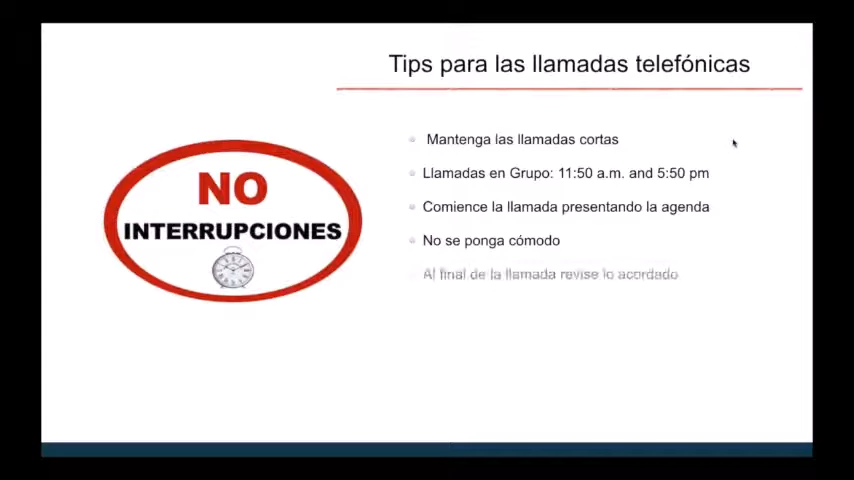 Tips para las llamadas telefónicas
NO
INTERRUPCIONES
Mantenga las llamadas cortas
Llamadas en Grupo: 11:50 a.m. and 5:50 pm
Comience la llamada presentando la agenda
No se ponga cómodo
Al final de la llamada revise lo acordado